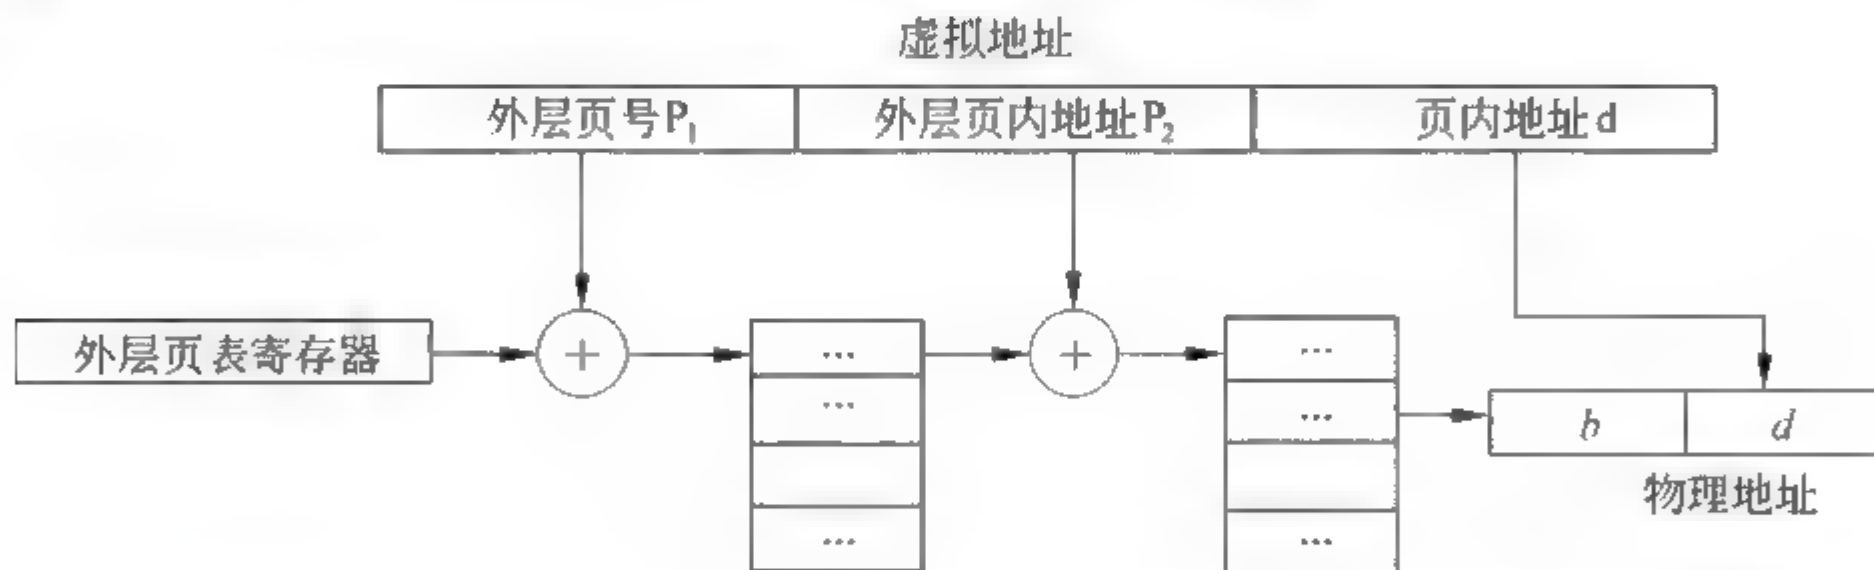 虚拟地址
外层页号P₁ 外层页内地址P₂ 页内地址d
外层页表寄存器 + ... + ...
... ...
b d
物理地址
... ...